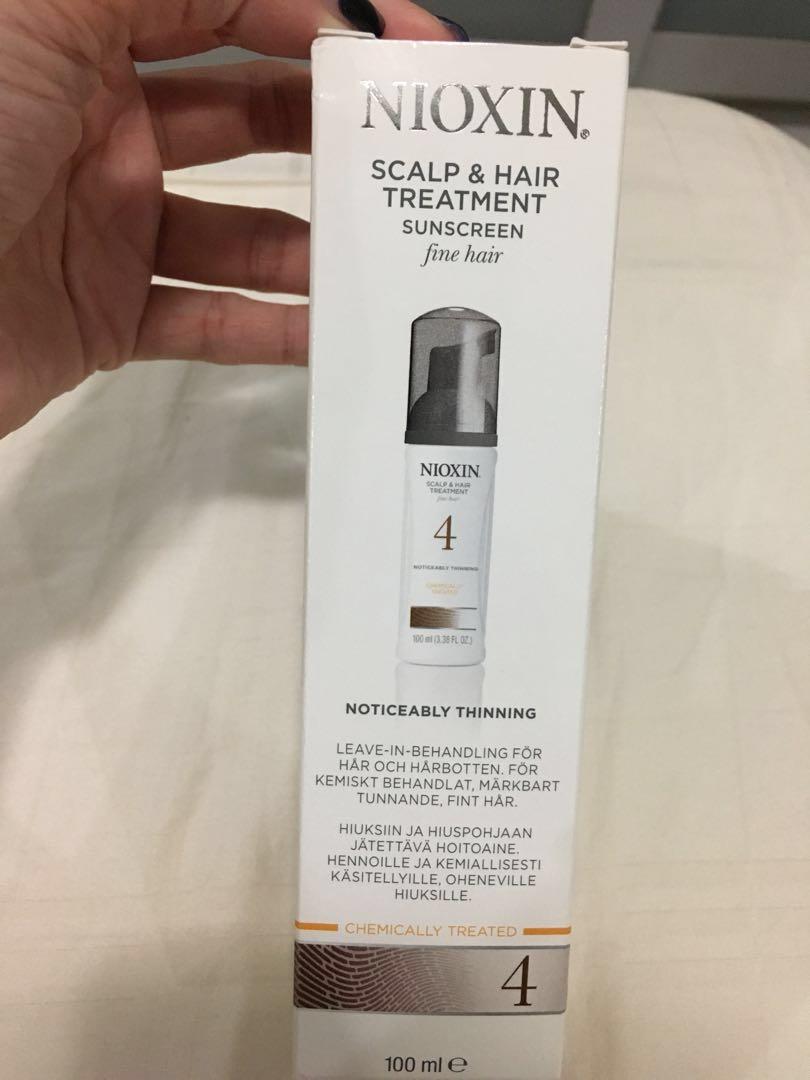 NIOXIN®
SCALP & HAIR
TREATMENT
SUNSCREEN
fine hair
NIOXIN.
SCALP & HAIR
TREATMENT
fine hair
4
NOTICEABLY THINNING
CHEMICALLY
TREATED
100 ml (3.38 FL OZ.)
NOTICEABLY THINNING
LEAVE-IN-BEHANDLING FÖR
HÅR OCH HÅRBOTTEN. FÖR
KEMISKT BEHANDLAT, MÄRKBART
TUNNANDE, FINT HÅR.
HIUKSIIN JA HIUSPOHJAAN
JÄTETTÄVÄ HOITOAINE.
HENNOILLE JA KEMIALLISESTI
KÄSITELLYILLE, OHENEVILLE
HIUKSILLE.
CHEMICALLY TREATED
4
100 ml ℮